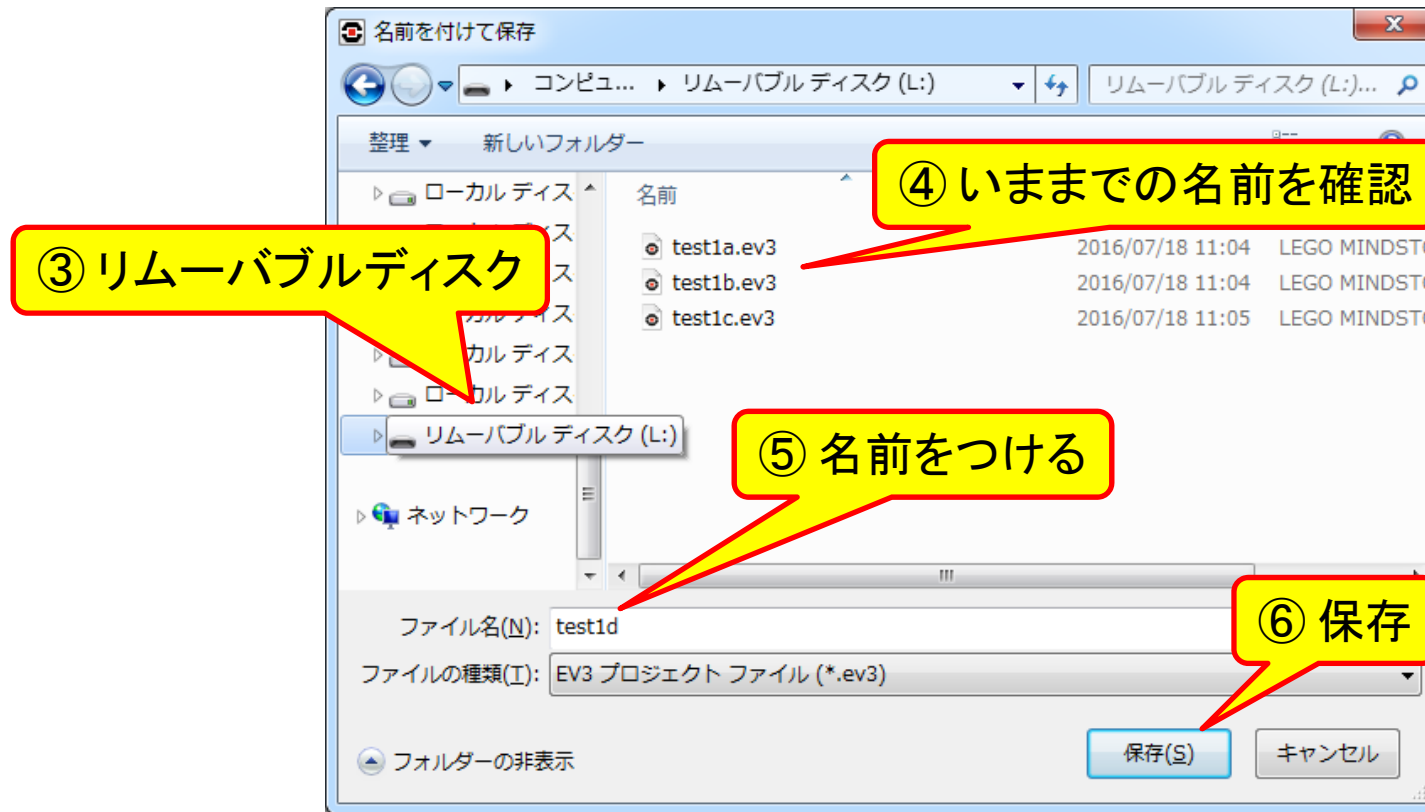 名前を付けて保存
コンピュ... リムーバブル ディスク (L:)
リムーバブル ディスク (L:)...
整理 新しいフォルダー
④ いままでの名前を確認
ローカル ディス
名前
③ リムーバブルディスク
test1a.ev3 2016/07/18 11:04 LEGO MINDST
test1b.ev3 2016/07/18 11:04 LEGO MINDST
test1c.ev3 2016/07/18 11:05 LEGO MINDST
カル ディス
ローカル ディス
リムーバブル ディスク (L:)
⑤ 名前をつける
ネットワーク
ファイル名(N): test1d
⑥ 保存
ファイルの種類(T): EV3 プロジェクト ファイル (*.ev3)
フォルダーの非表示
保存(S) キャンセル